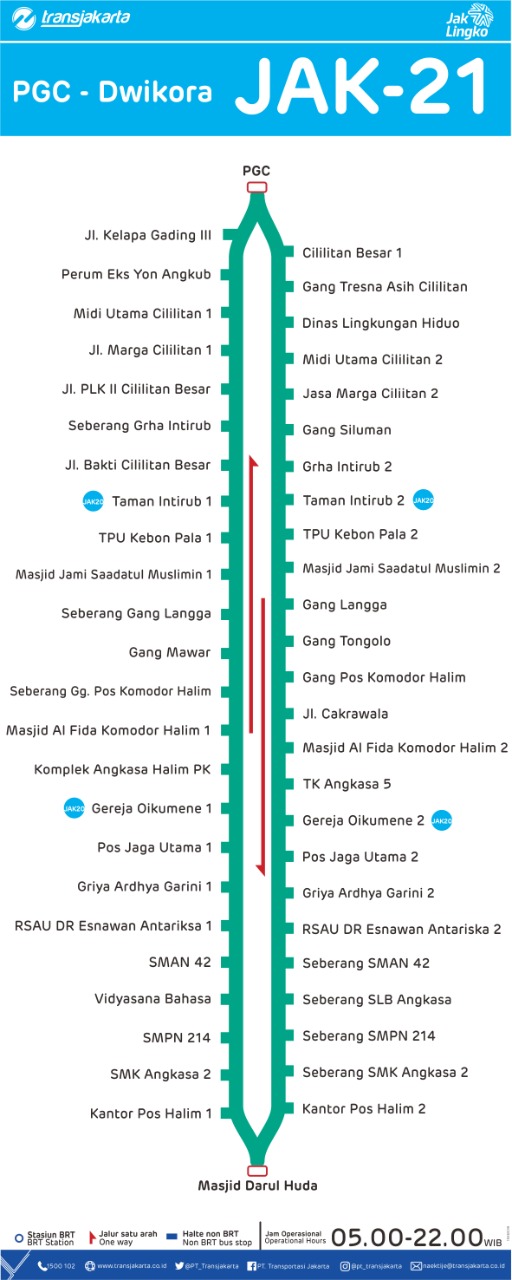 transjakarta
Jak
Lingko
PGC - Dwikora
JAK-21
PGC
Jl. Kelapa Gading III
Perum Eks Yon Angkub
Midi Utama Cililitan 1
Jl. Marga Cililitan 1
Jl. PLK II Cililitan Besar
Seberang Grha Intirub
Jl. Bakti Cililitan Besar
JAK20 Taman Intirub 1
TPU Kebon Pala 1
Masjid Jami Saadatul Muslimin 1
Seberang Gang Langga
Gang Mawar
Seberang Gg. Pos Komodor Halim
Masjid Al Fida Komodor Halim 1
Komplek Angkasa Halim PK
JAK20 Gereja Oikumene 1
Pos Jaga Utama 1
Griya Ardhya Garini 1
RSAU DR Esnawan Antariksa 1
SMAN 42
Vidyasana Bahasa
SMPN 214
SMK Angkasa 2
Kantor Pos Halim 1
Cililitan Besar 1
Gang Tresna Asih Cililitan
Dinas Lingkungan Hiduo
Midi Utama Cililitan 2
Jasa Marga Ciliitan 2
Gang Siluman
Grha Intirub 2
Taman Intirub 2 JAK20
TPU Kebon Pala 2
Masjid Jami Saadatul Muslimin 2
Gang Langga
Gang Tongolo
Gang Pos Komodor Halim
Jl. Cakrawala
Masjid Al Fida Komodor Halim 2
TK Angkasa 5
Gereja Oikumene 2 JAK20
Pos Jaga Utama 2
Griya Ardhya Garini 2
RSAU DR Esnawan Antariska 2
Seberang SMAN 42
Seberang SLB Angkasa
Seberang SMPN 214
Seberang SMK Angkasa 2
Kantor Pos Halim 2
Masjid Darul Huda
Stasiun BRT
BRT Station
Jalur satu arah
One way
Halte non BRT
Non BRT bus stop
Jam Operasional
Operational Hours
05.00-22.00 WIB
1500 102
www.transjakarta.co.id
@PT_Transjakarta
PT. Transportasi Jakarta
@pt_transjakarta
naektije@transjakarta.co.id